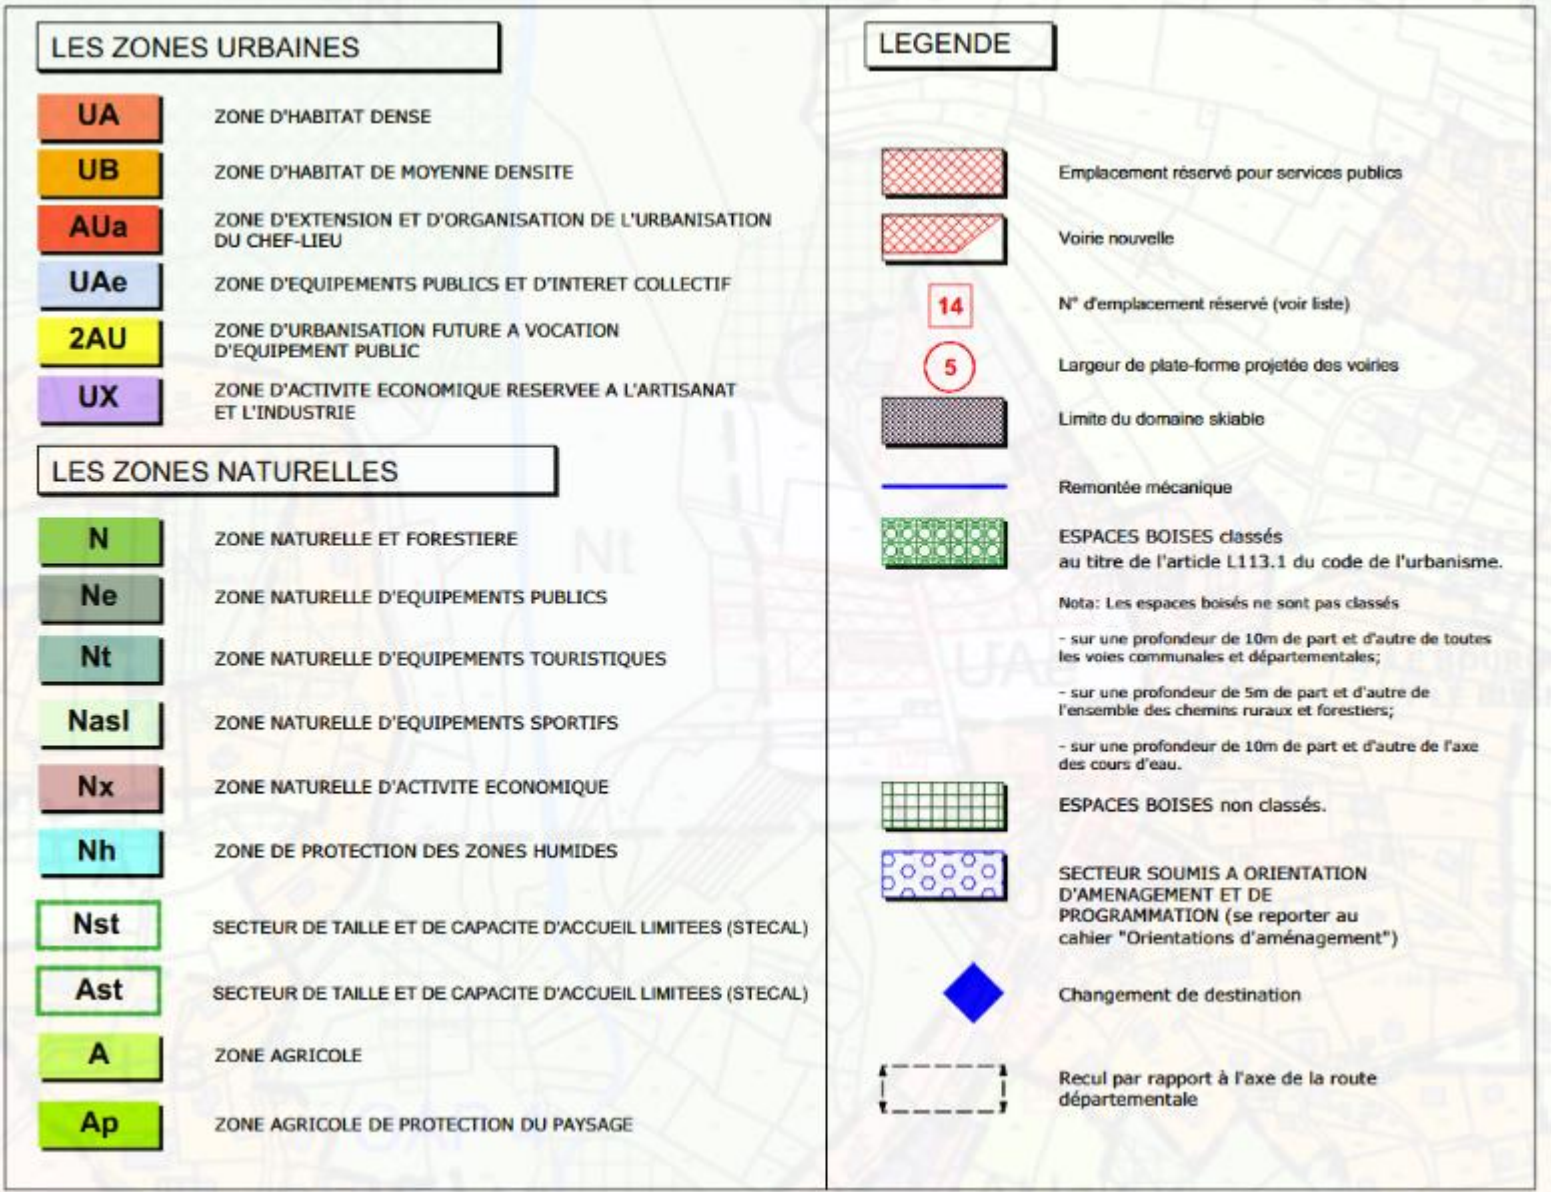 LES ZONES URBAINES
UA
ZONE D'HABITAT DENSE
UB
ZONE D'HABITAT DE MOYENNE DENSITE
AUa
ZONE D'EXTENSION ET D'ORGANISATION DE L'URBANISATION
DU CHEF-LIEU
UAe
ZONE D'EQUIPEMENTS PUBLICS ET D'INTERET COLLECTIF
2AU
ZONE D'URBANISATION FUTURE A VOCATION
D'EQUIPEMENT PUBLIC
UX
ZONE D'ACTIVITE ECONOMIQUE RESERVEE A L'ARTISANAT
ET L'INDUSTRIE
LES ZONES NATURELLES
N
ZONE NATURELLE ET FORESTIERE
Ne
ZONE NATURELLE D'EQUIPEMENTS PUBLICS
Nt
ZONE NATURELLE D'EQUIPEMENTS TOURISTIQUES
Nasl
ZONE NATURELLE D'EQUIPEMENTS SPORTIFS
Nx
ZONE NATURELLE D'ACTIVITE ECONOMIQUE
Nh
ZONE DE PROTECTION DES ZONES HUMIDES
Nst
SECTEUR DE TAILLE ET DE CAPACITE D'ACCUEIL LIMITEES (STECAL)
Ast
SECTEUR DE TAILLE ET DE CAPACITE D'ACCUEIL LIMITEES (STECAL)
A
ZONE AGRICOLE
Ap
ZONE AGRICOLE DE PROTECTION DU PAYSAGE
Nt
LEGENDE
Emplacement réservé pour services publics
Voirie nouvelle
14
N° d'emplacement réservé (voir liste)
5
Largeur de plate-forme projetée des voiries
Limite du domaine skiable
Remontée mécanique
ESPACES BOISES classés
au titre de l'article L113.1 du code de l'urbanisme.
Nota: Les espaces boisés ne sont pas classés
- sur une profondeur de 10m de part et d'autre de toutes
les voies communales et départementales;
- sur une profondeur de 5m de part et d'autre de
l'ensemble des chemins ruraux et forestiers;
- sur une profondeur de 10m de part et d'autre de l'axe
des cours d'eau.
ESPACES BOISES non classés.
SECTEUR SOUMIS A ORIENTATION
D'AMENAGEMENT ET DE
PROGRAMMATION (se reporter au
cahier "Orientations d'aménagement")
Changement de destination
Recul par rapport à l'axe de la route
départementale
UAe